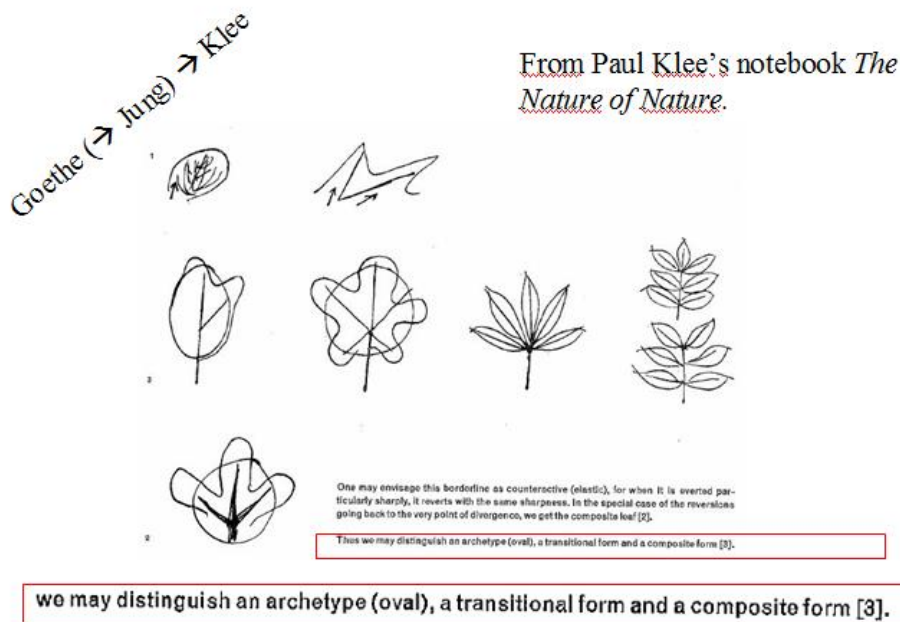 Goethe (→ Jung) → Klee
From Paul Klee's notebook The
Nature of Nature.
1
3
2
One may envisage this borderline as counteractive (elastic), for when it is everted par-
ticularly sharply, it reverts with the same sharpness. In the special case of the reversions
going back to the very point of divergence, we get the composite leaf [2].
Thus we may distinguish an archetype (oval), a transitional form and a composite form [3].
we may distinguish an archetype (oval), a transitional form and a composite form [3].